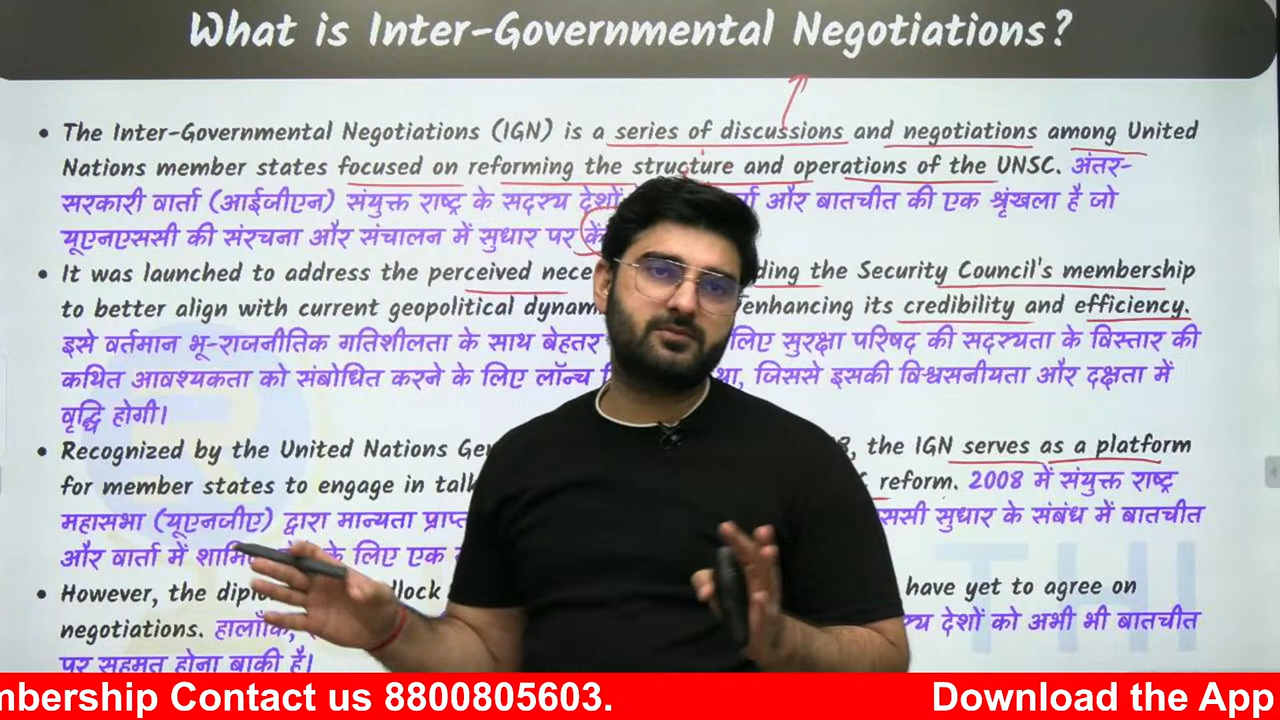 What is Inter-Governmental Negotiations?
• The Inter-Governmental Negotiations (IGN) is a series of discussions and negotiations among United
Nations member states focused on reforming the structure and operations of the UNSC. अंतर-
सरकारी वार्ता (आईजीएन) संयुक्त राष्ट्र के सदस्य देशों और बातचीत की एक श्रृंखला है जो
यूएनएससी की संरचना और संचालन में सुधार पर
• It was launched to address the perceived the Security Council's membership
to better align with current geopolitical enhancing its credibility and efficiency.
इसे वर्तमान भू-राजनीतिक गतिशीलता के साथ बेहतर लिए सुरक्षा परिषद की सदस्यता के विस्तार की
कथित आवश्यकता को संबोधित करने के लिए लॉन्च जिससे इसकी विश्वसनीयता और दक्षता में
वृद्धि होगी।
• Recognized by the United Nations the IGN serves as a platform
for member states to engage in reform. 2008 में संयुक्त राष्ट्र
महासभा (यूएनजीए) द्वारा मान्यता सुधार के संबंध में बातचीत
और वार्ता में के लिए एक
• However, the have yet to agree on
negotiations. देशों को अभी भी बातचीत
पर सहमत होना बाकी है।
THI
Contact us 8800805603. Download the App